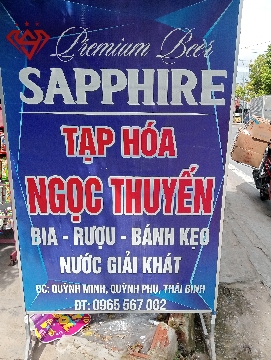 Premium Beer
SAPPHIRE
TẠP HÓA
NGỌC THUYẾN
BIA - RƯỢU - BÁNH KẸO
NƯỚC GIẢI KHÁT
ĐC: QUỲNH MINH, QUỲNH PHỤ, THÁI BÌNH
ĐT: 0965 567 002